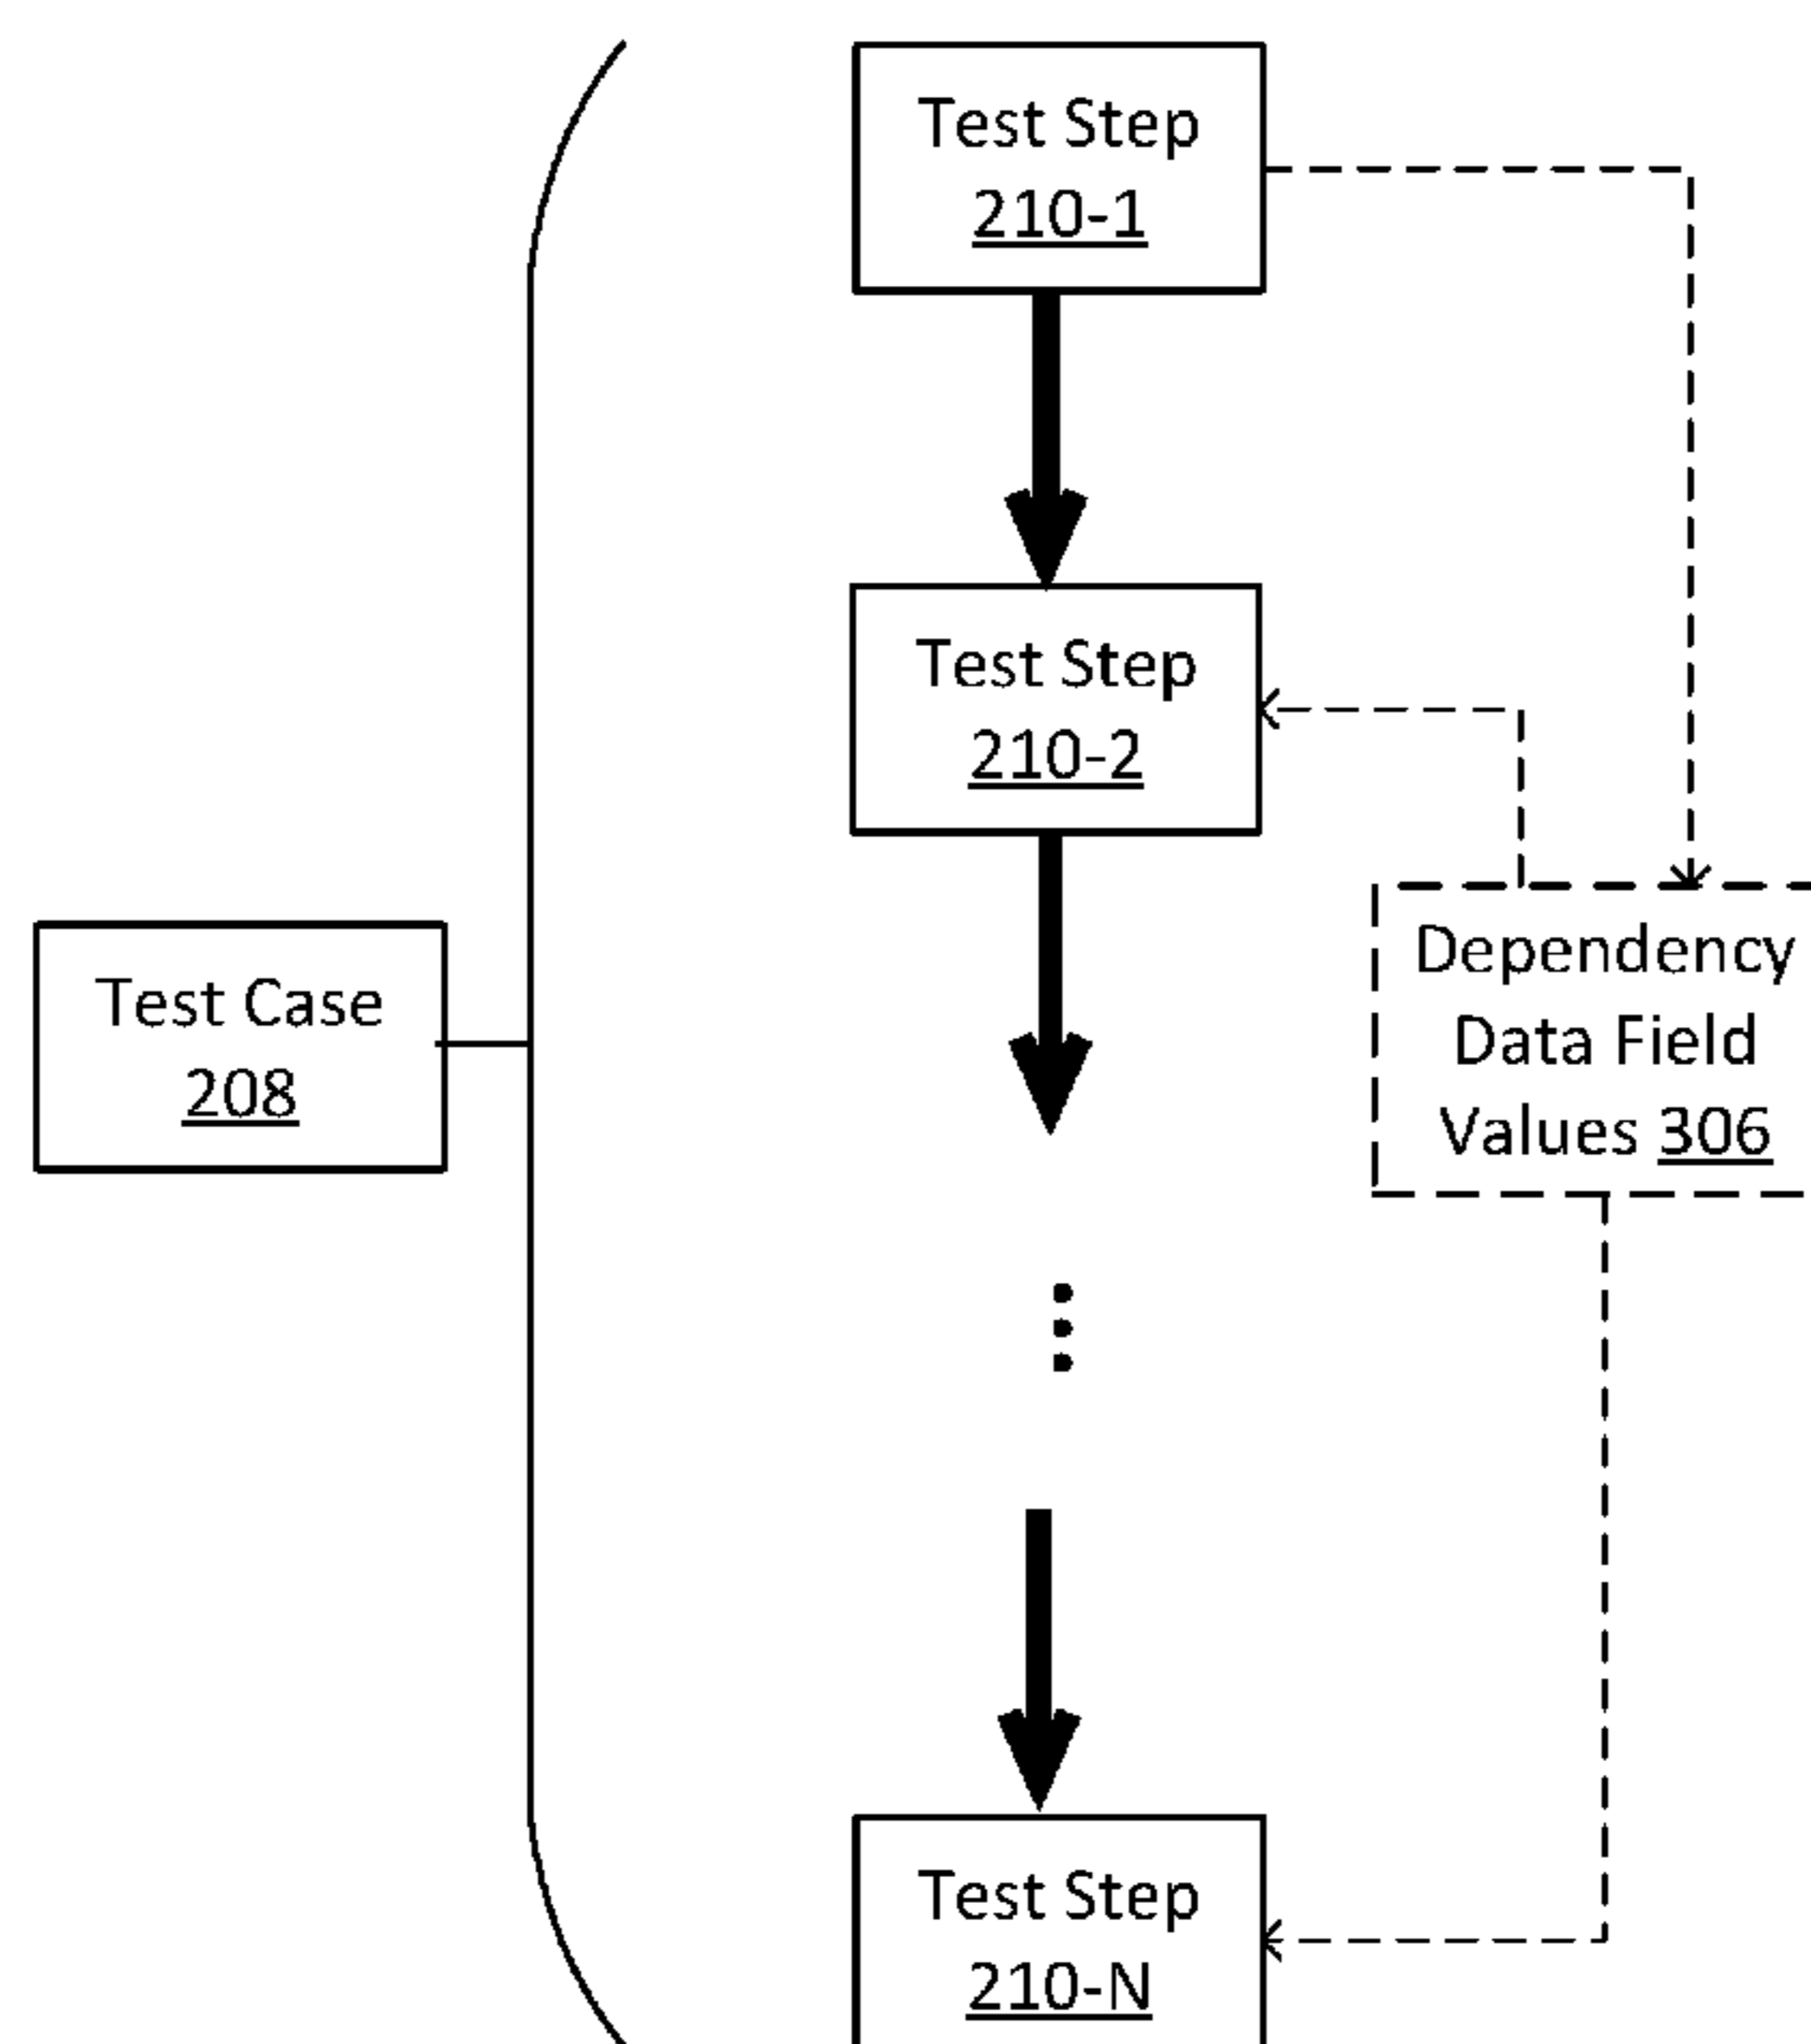 Test Step
210-1
Test Step
210-2
Test Case
208
Dependency
Data Field
Values 306
Test Step
210-N